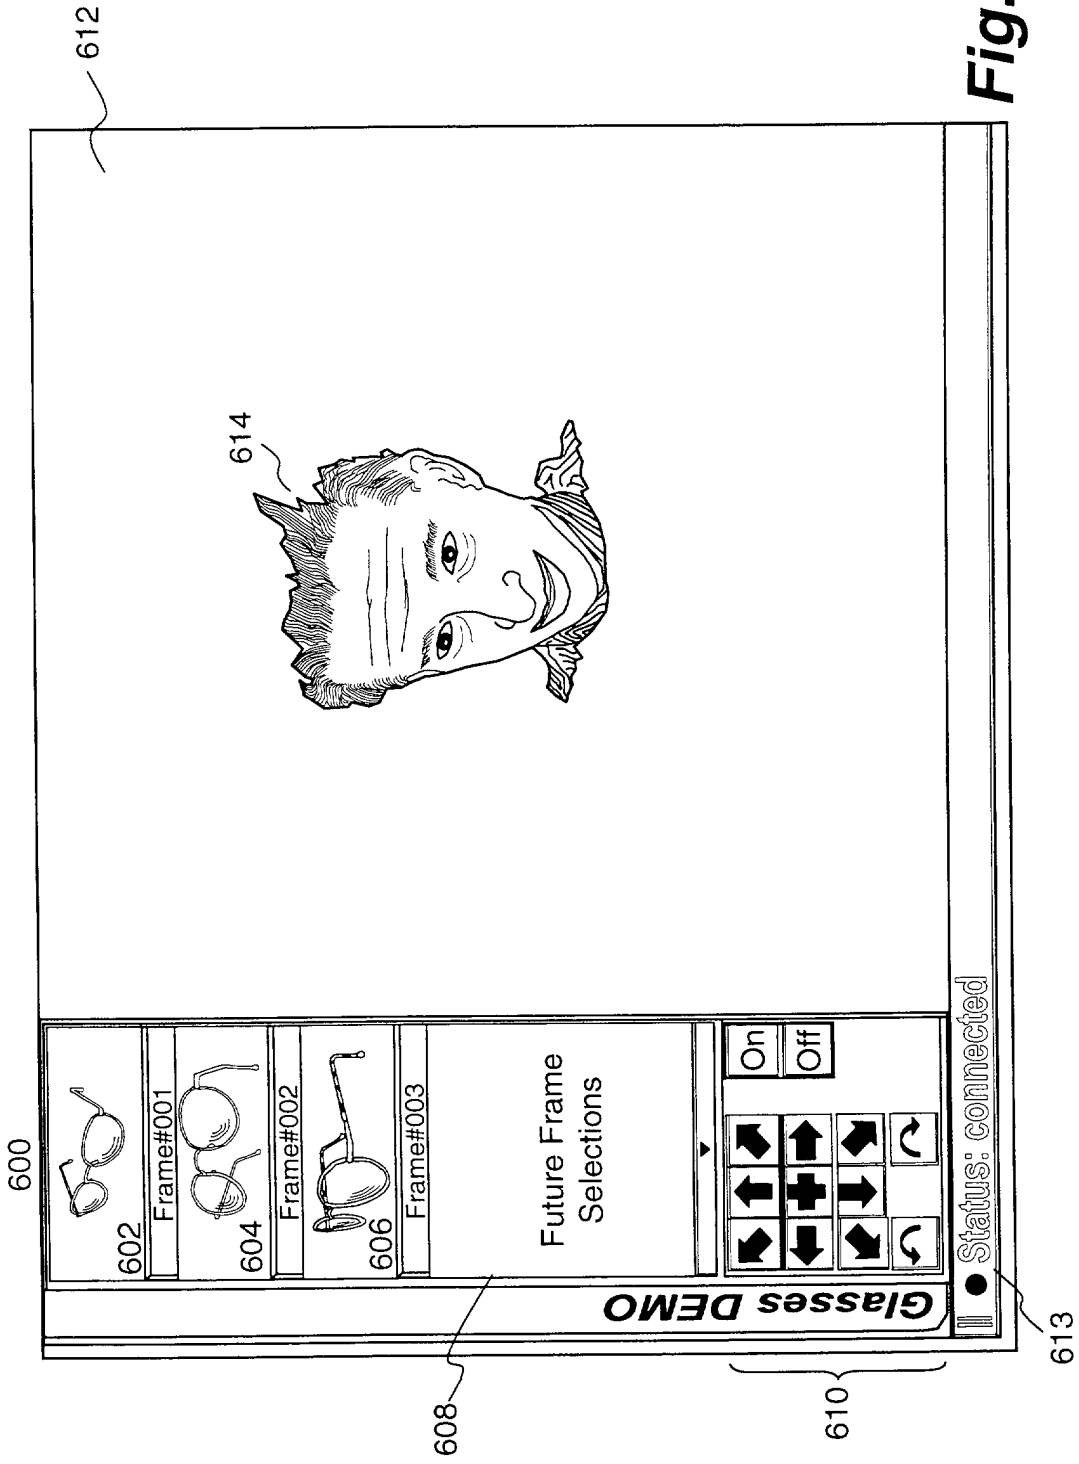 600
602
Frame#001
604
Frame#002
606
Frame#003
Future Frame
Selections
On
Off
Glasses DEMO
Status: connected
608
610
613
612
614
Fig.